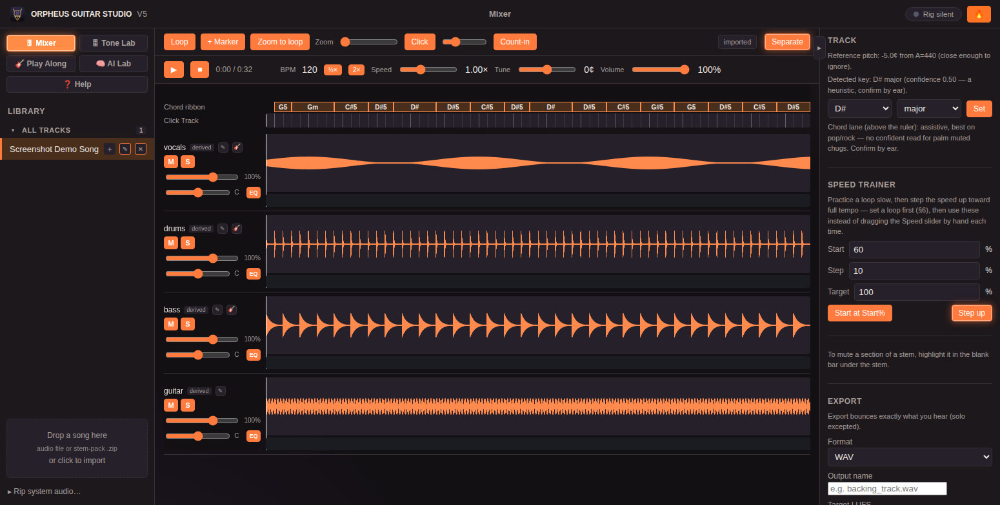 ORPHEUS GUITAR STUDIO V5
Mixer
Rig silent
Mixer
Tone Lab
Play Along
AI Lab
Help
LIBRARY
ALL TRACKS 1
Screenshot Demo Song + ✎ ✕
Drop a song here
audio file or stem-pack .zip
or click to import
▸ Rip system audio…
Loop + Marker Zoom to loop Zoom Click Count-in imported Separate
0:00 / 0:32 BPM 120 ½× 2× Speed 1.00× Tune 0¢ Volume 100%
Chord ribbon G5 Gm C#5 D#5 D# D#5 C#5 D#5 D# D#5 C#5 G#5 G5 D#5 C#5 D#5
Click Track
vocals derived
M S
100%
C EQ
drums derived
M S
100%
C EQ
bass derived
M S
100%
C EQ
guitar derived
M S
100%
C EQ
TRACK
Reference pitch: -5.0¢ from A=440 (close enough to
ignore).
Detected key: D# major (confidence 0.50 — a
heuristic, confirm by ear).
D# major Set
Chord lane (above the ruler): assistive, best on
pop/rock — no confident read for palm muted
chugs. Confirm by ear.
SPEED TRAINER
Practice a loop slow, then step the speed up toward
full tempo — set a loop first (§6), then use these
instead of dragging the Speed slider by hand each
time.
Start 60 %
Step 10 %
Target 100 %
Start at Start% Step up
To mute a section of a stem, highlight it in the blank
bar under the stem.
EXPORT
Export bounces exactly what you hear (solo
excepted).
Format
WAV
Output name
e.g. backing_track.wav
Target LUFS